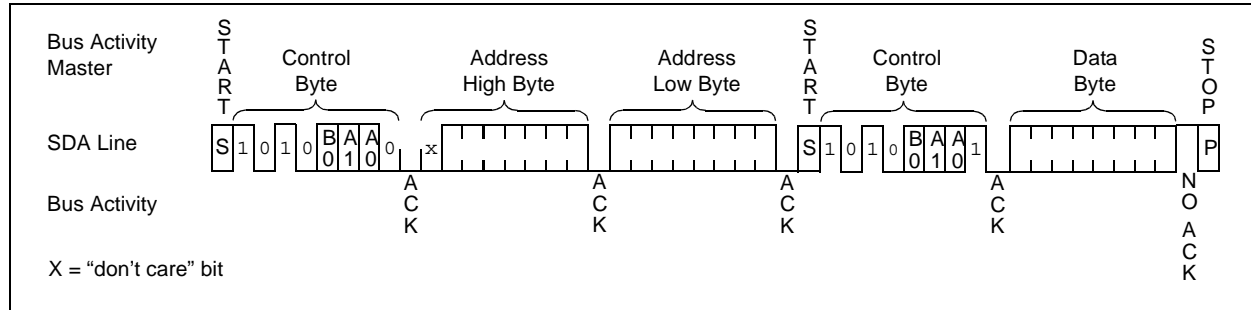 Bus Activity
Master
START
Control
Byte
Address
High Byte
Address
Low Byte
START
Control
Byte
Data
Byte
STOP
SDA Line
S 1 0 1 0 B0 A1 A0 0 x S 1 0 1 0 B0 A1 A0 1 P
Bus Activity
ACK
ACK
ACK
ACK
NO ACK
X = “don’t care” bit